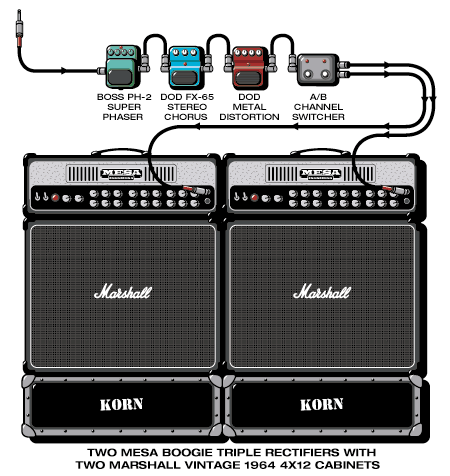 BOSS PH-2
SUPER
PHASER
DOD FX-65
STEREO
CHORUS
DOD
METAL
DISTORTION
A/B
CHANNEL
SWITCHER
MESA
MESA
Marshall
Marshall
KORN
KORN
TWO MESA BOOGIE TRIPLE RECTIFIERS WITH
TWO MARSHALL VINTAGE 1964 4X12 CABINETS